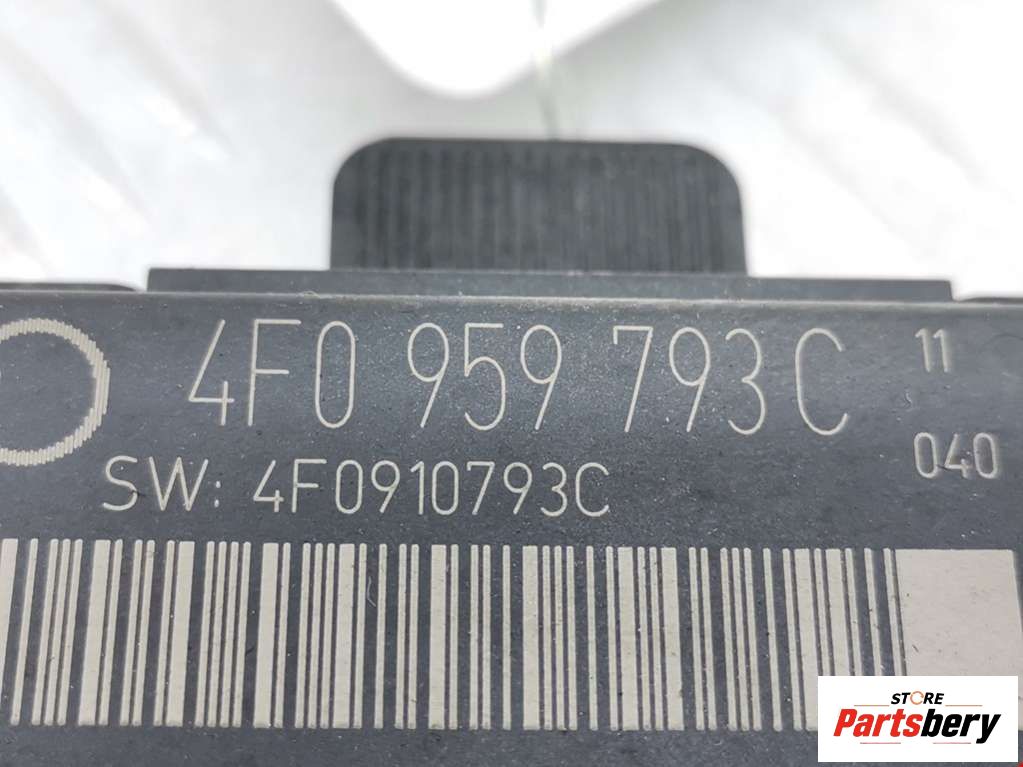 4F0 959 793C 11
040
SW: 4F0910793C
STORE
Partsbery